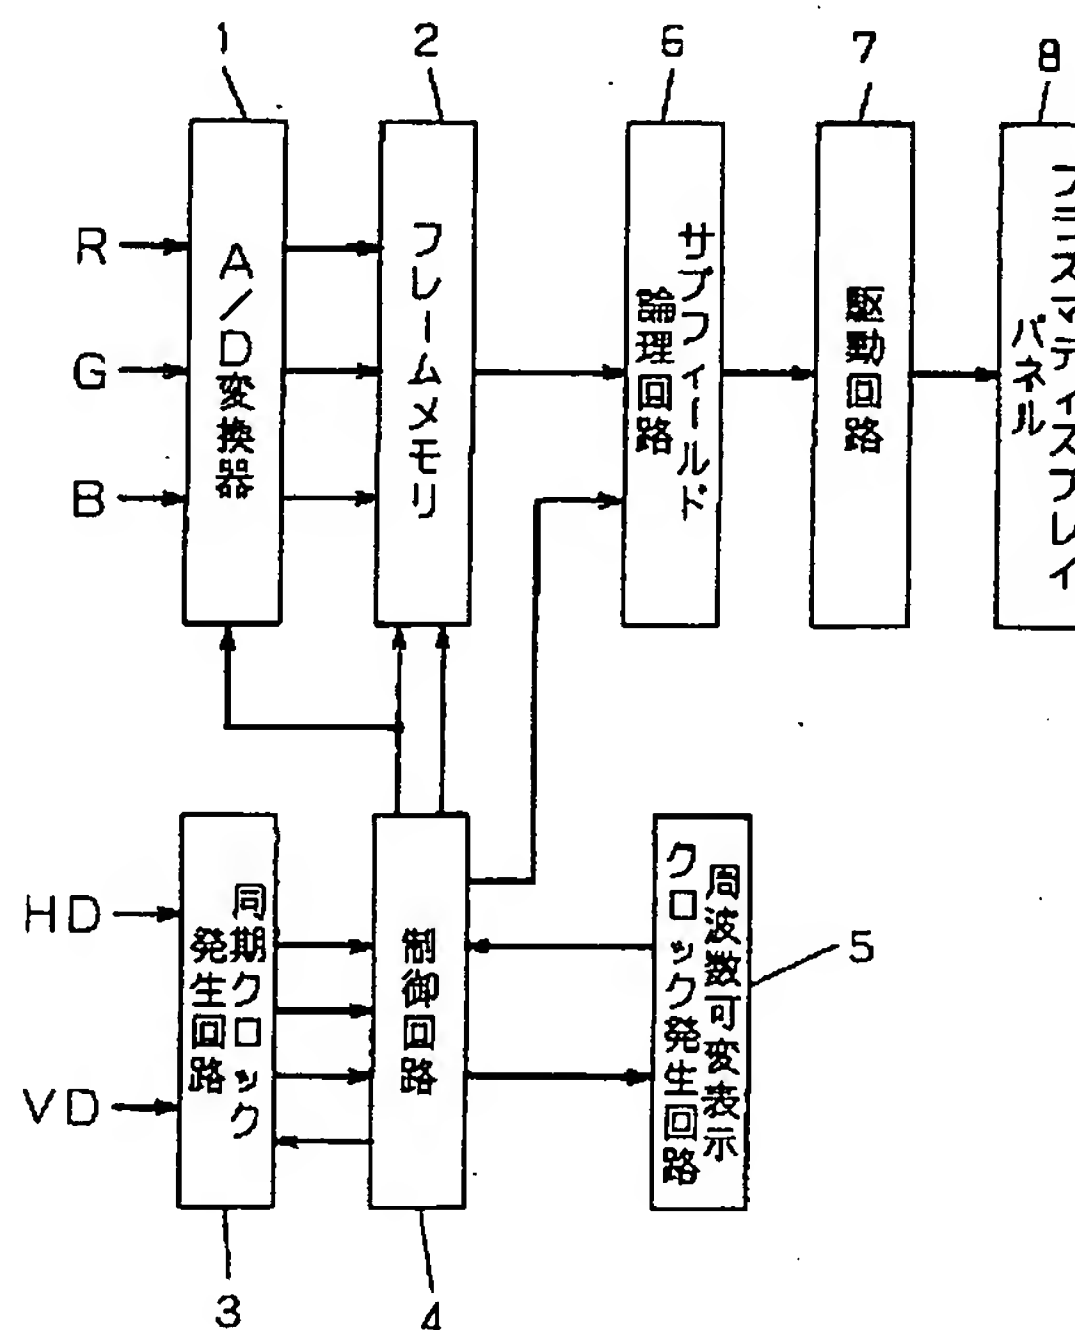 1
2
6
7
8
R
G
B
A/D変換器
フレームメモリ
サブフィールド
論理回路
駆動回路
プラズマディスプレイ
パネル
HD
VD
同期クロック
発生回路
制御回路
周波数可変表示
クロック発生回路
5
3
4